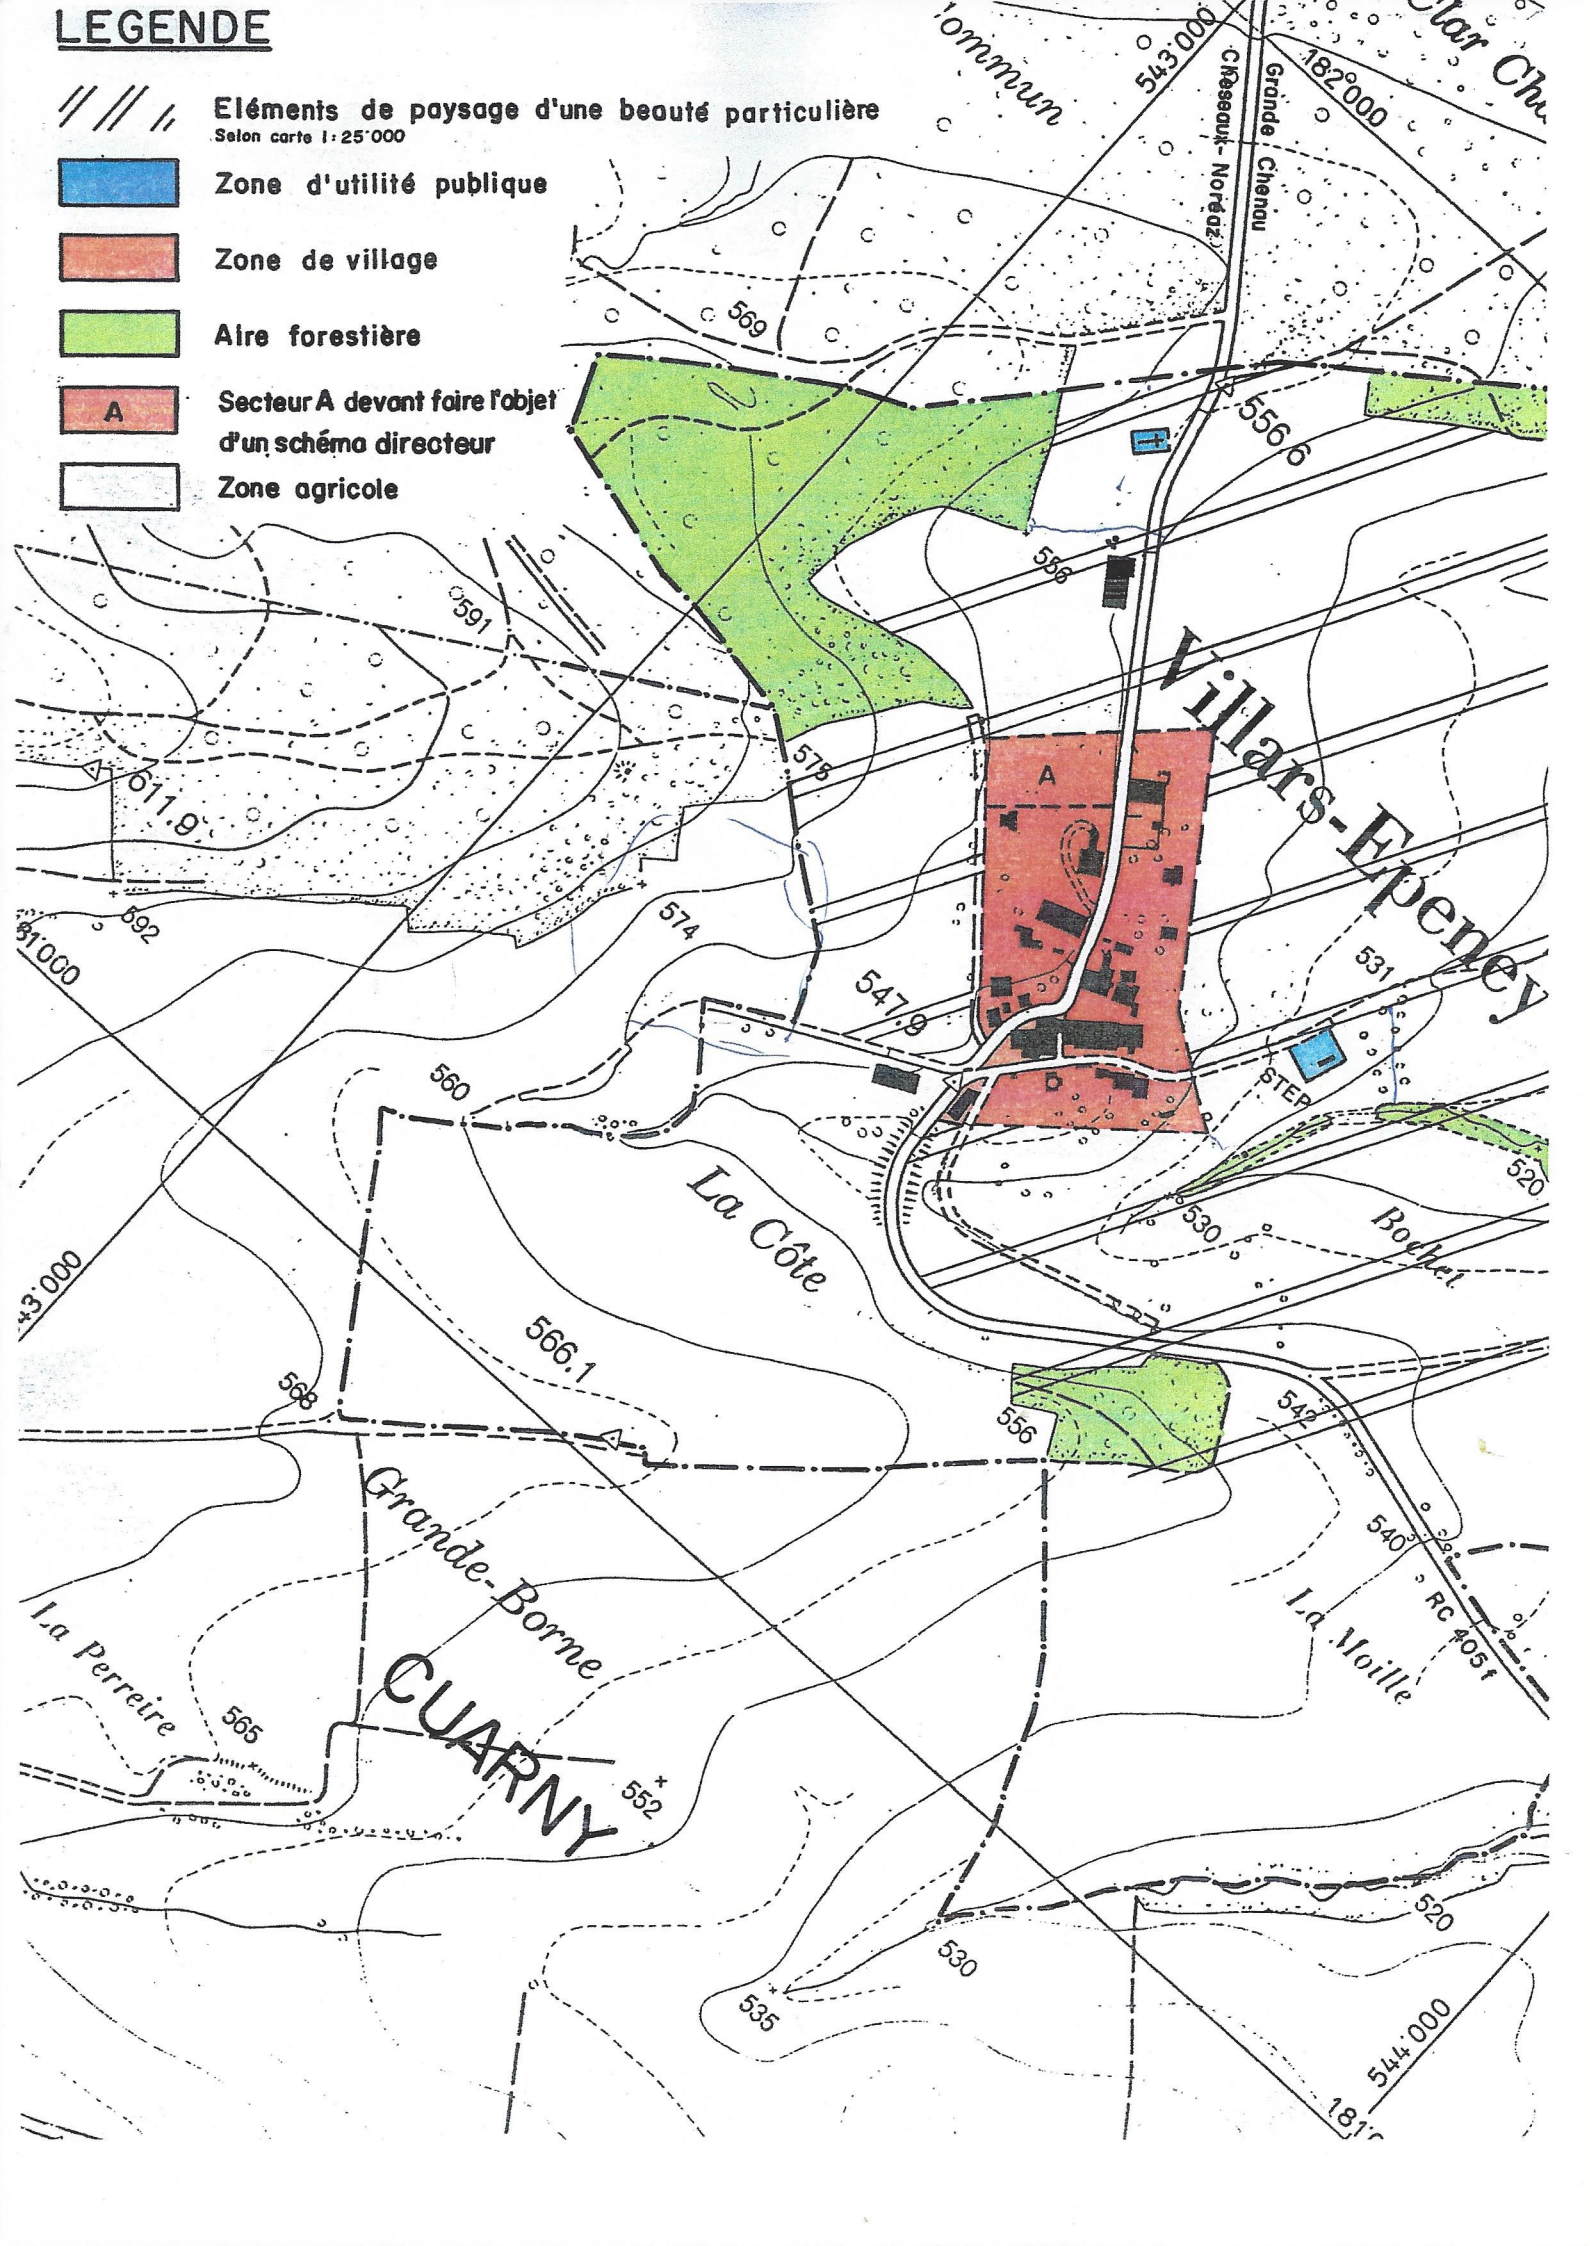 LEGENDE
Eléments de paysage d'une beauté particulière
Selon carte 1:25'000
Zone d'utilité publique
Zone de village
Aire forestière
A
Secteur A devant faire l'objet
d'un schéma directeur
Zone agricole
543'000
182'000
Cheseaux-Noréaz
Grande Chenau
569
556.6
556
591
Villars-Epeney
575
A
611.9
592
574
547.9
531
560
STEP
520
La Côte
530
Bochet
566.1
568
556
542
Grande-Borne
540
RC 405f
La Moille
La Perreire
565
CUARNY
552
520
530
535
544'000